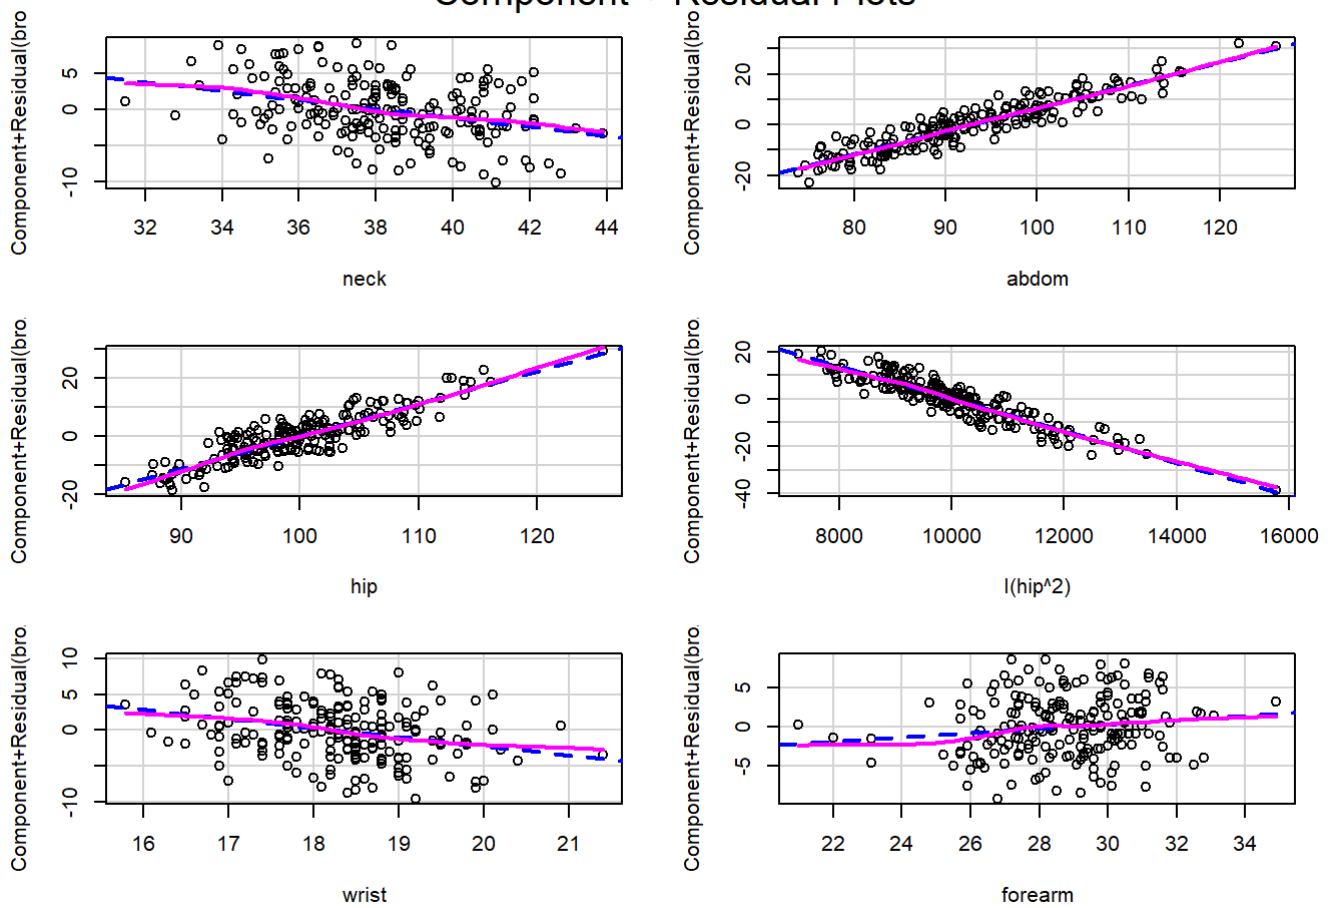 Component + Residual Plots
Component+Residual(bro
5
0
-10
32 34 36 38 40 42 44
neck
Component+Residual(bro
20
0
-20
80 90 100 110 120
abdom
Component+Residual(bro.
20
0
-20
90 100 110 120
hip
Component+Residual(bro.
20
0
-20
-40
8000 10000 12000 14000 16000
I(hip^2)
Component+Residual(bro.
10
5
0
-10
16 17 18 19 20 21
wrist
Component+Residual(bro.
5
0
-5
22 24 26 28 30 32 34
forearm